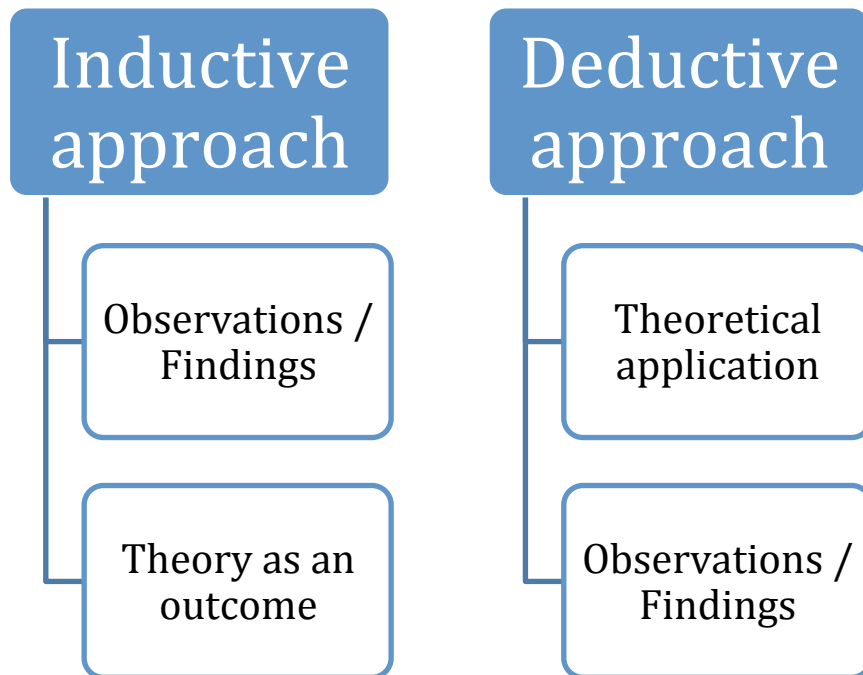 Inductive
approach
Observations /
Findings
Theory as an
outcome
Deductive
approach
Theoretical
application
Observations /
Findings